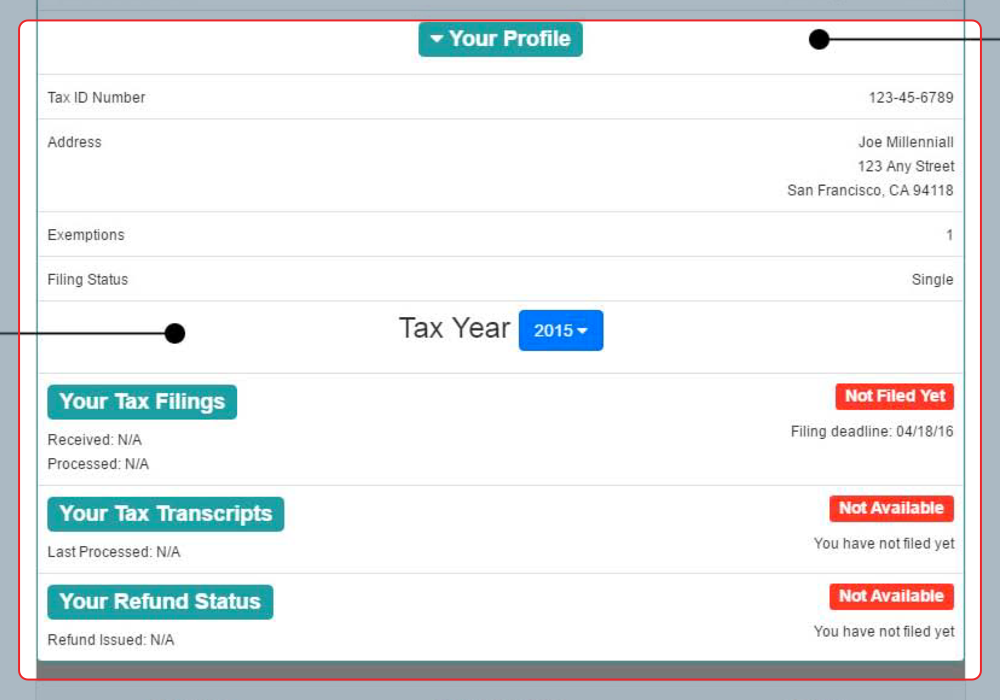 Your Profile
Tax ID Number 123-45-6789
Address Joe Millenniall
123 Any Street
San Francisco, CA 94118
Exemptions 1
Filing Status Single
Tax Year 2015
Your Tax Filings Not Filed Yet
Received: N/A Filing deadline: 04/18/16
Processed: N/A
Your Tax Transcripts Not Available
Last Processed: N/A You have not filed yet
Your Refund Status Not Available
Refund Issued: N/A You have not filed yet